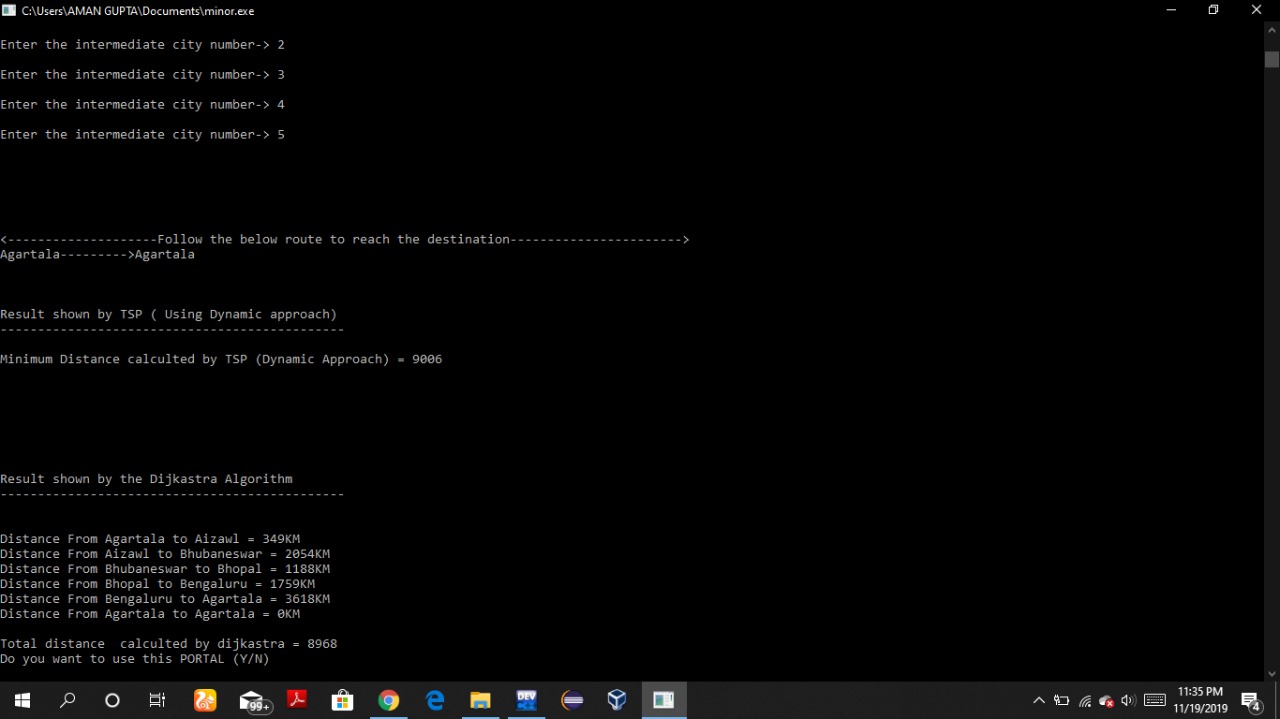 C:\Users\AMAN GUPTA\Documents\minor.exe
Enter the intermediate city number-> 2
Enter the intermediate city number-> 3
Enter the intermediate city number-> 4
Enter the intermediate city number-> 5
<--------------------Follow the below route to reach the destination----------------------->
Agartala--------->Agartala
Result shown by TSP ( Using Dynamic approach)
----------------------------------------------
Minimum Distance calculted by TSP (Dynamic Approach) = 9006
Result shown by the Dijkastra Algorithm
----------------------------------------------
Distance From Agartala to Aizawl = 349KM
Distance From Aizawl to Bhubaneswar = 2054KM
Distance From Bhubaneswar to Bhopal = 1188KM
Distance From Bhopal to Bengaluru = 1759KM
Distance From Bengaluru to Agartala = 3618KM
Distance From Agartala to Agartala = 0KM
Total distance  calculted by dijkastra = 8968
Do you want to use this PORTAL (Y/N)
99+
DEV
11:35 PM
11/19/2019
4